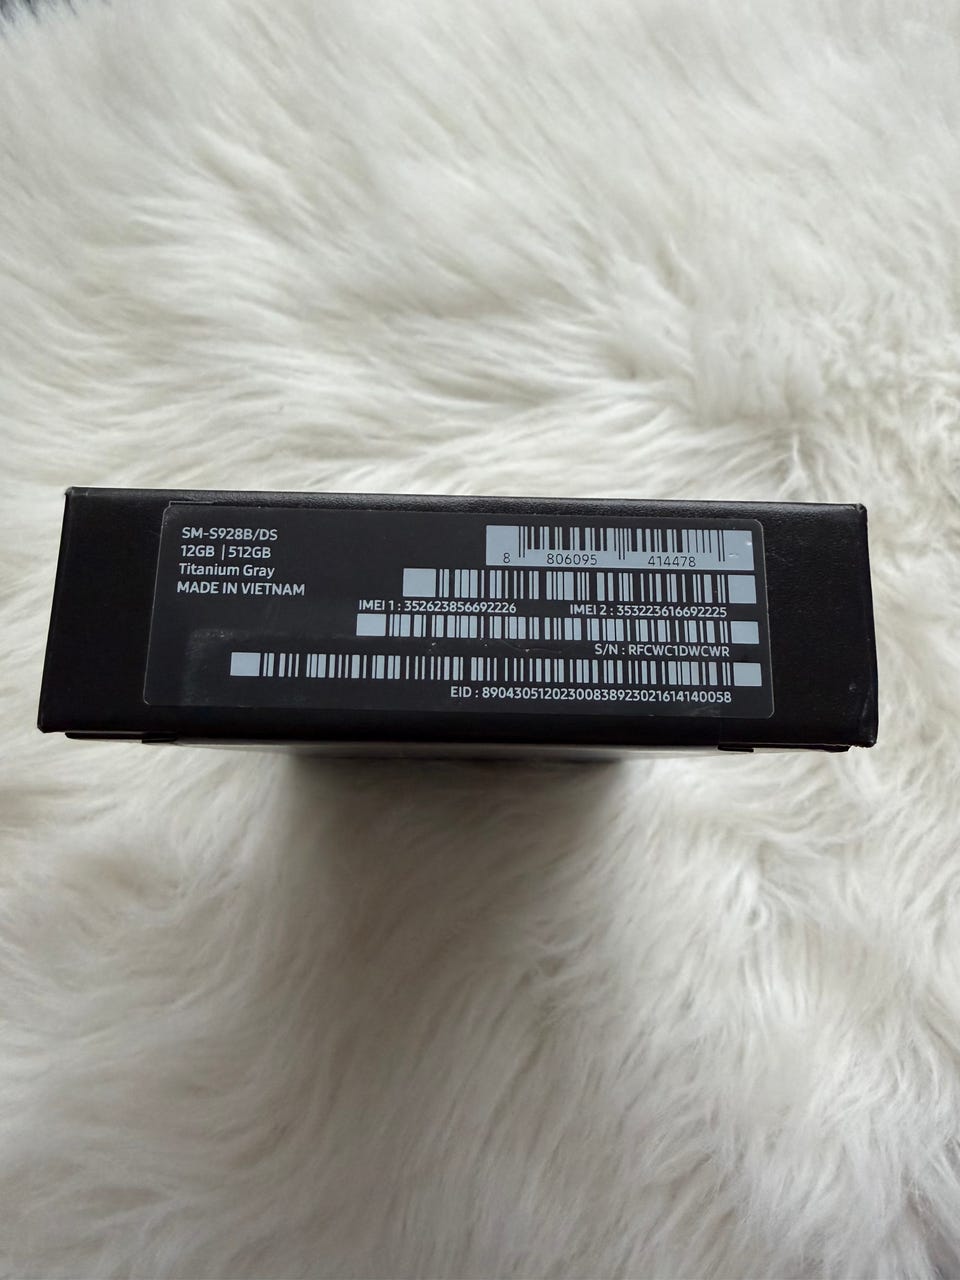 SM-S928B/DS
12GB | 512GB
Titanium Gray
MADE IN VIETNAM
8 806095 414478
IMEI 1 : 352623856692226 IMEI 2 : 353223616692225
S/N : RFCWC1DWCWR
EID : 89043051202300838923021614140058